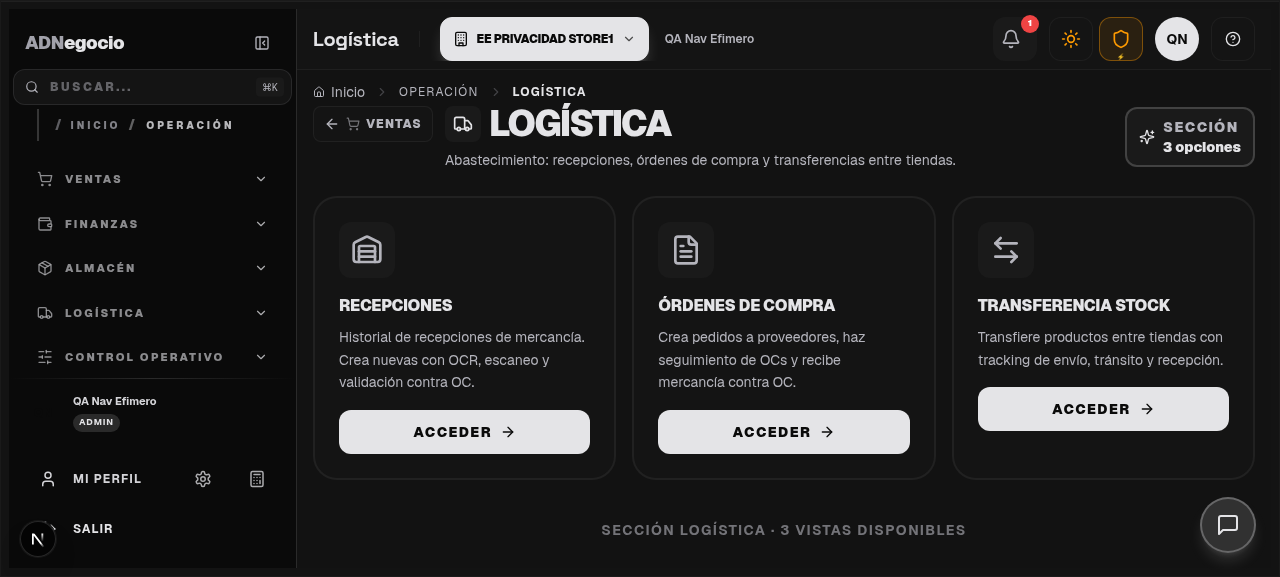 ADNegocio
BUSCAR...
⌘K
/ INICIO / OPERACIÓN
VENTAS
FINANZAS
ALMACÉN
LOGÍSTICA
CONTROL OPERATIVO
QA Nav Efimero
ADMIN
MI PERFIL
SALIR
N
Logística
EE PRIVACIDAD STORE1
QA Nav Efimero
1
QN
Inicio > OPERACIÓN > LOGÍSTICA
VENTAS
LOGÍSTICA
Abastecimiento: recepciones, órdenes de compra y transferencias entre tiendas.
SECCIÓN
3 opciones
RECEPCIONES
Historial de recepciones de mercancía.
Crea nuevas con OCR, escaneo y
validación contra OC.
ACCEDER →
ÓRDENES DE COMPRA
Crea pedidos a proveedores, haz
seguimiento de OCs y recibe
mercancía contra OC.
ACCEDER →
TRANSFERENCIA STOCK
Transfiere productos entre tiendas con
tracking de envío, tránsito y recepción.
ACCEDER →
SECCIÓN LOGÍSTICA · 3 VISTAS DISPONIBLES